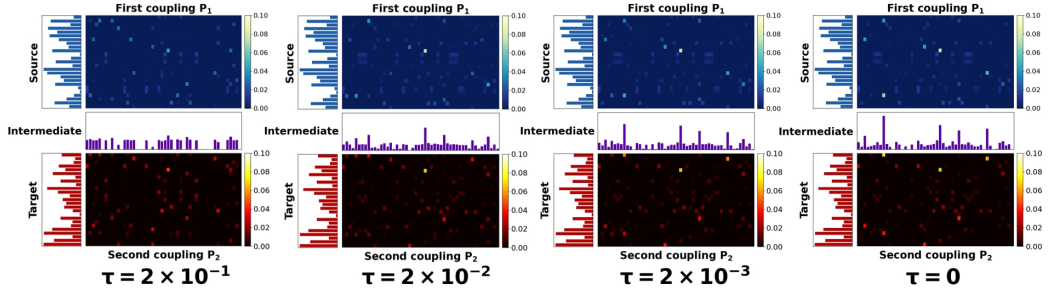 First coupling P₁
Source
0.10
0.08
0.06
0.04
0.02
0.00
Intermediate
Target
0.10
0.08
0.06
0.04
0.02
0.00
Second coupling P₂
τ = 2 × 10⁻¹
First coupling P₁
Source
0.10
0.08
0.06
0.04
0.02
0.00
Intermediate
Target
0.10
0.08
0.06
0.04
0.02
0.00
Second coupling P₂
τ = 2 × 10⁻²
First coupling P₁
Source
0.10
0.08
0.06
0.04
0.02
0.00
Intermediate
Target
0.10
0.08
0.06
0.04
0.02
0.00
Second coupling P₂
τ = 2 × 10⁻³
First coupling P₁
Source
0.10
0.08
0.06
0.04
0.02
0.00
Intermediate
Target
0.10
0.08
0.06
0.04
0.02
0.00
Second coupling P₂
τ = 0